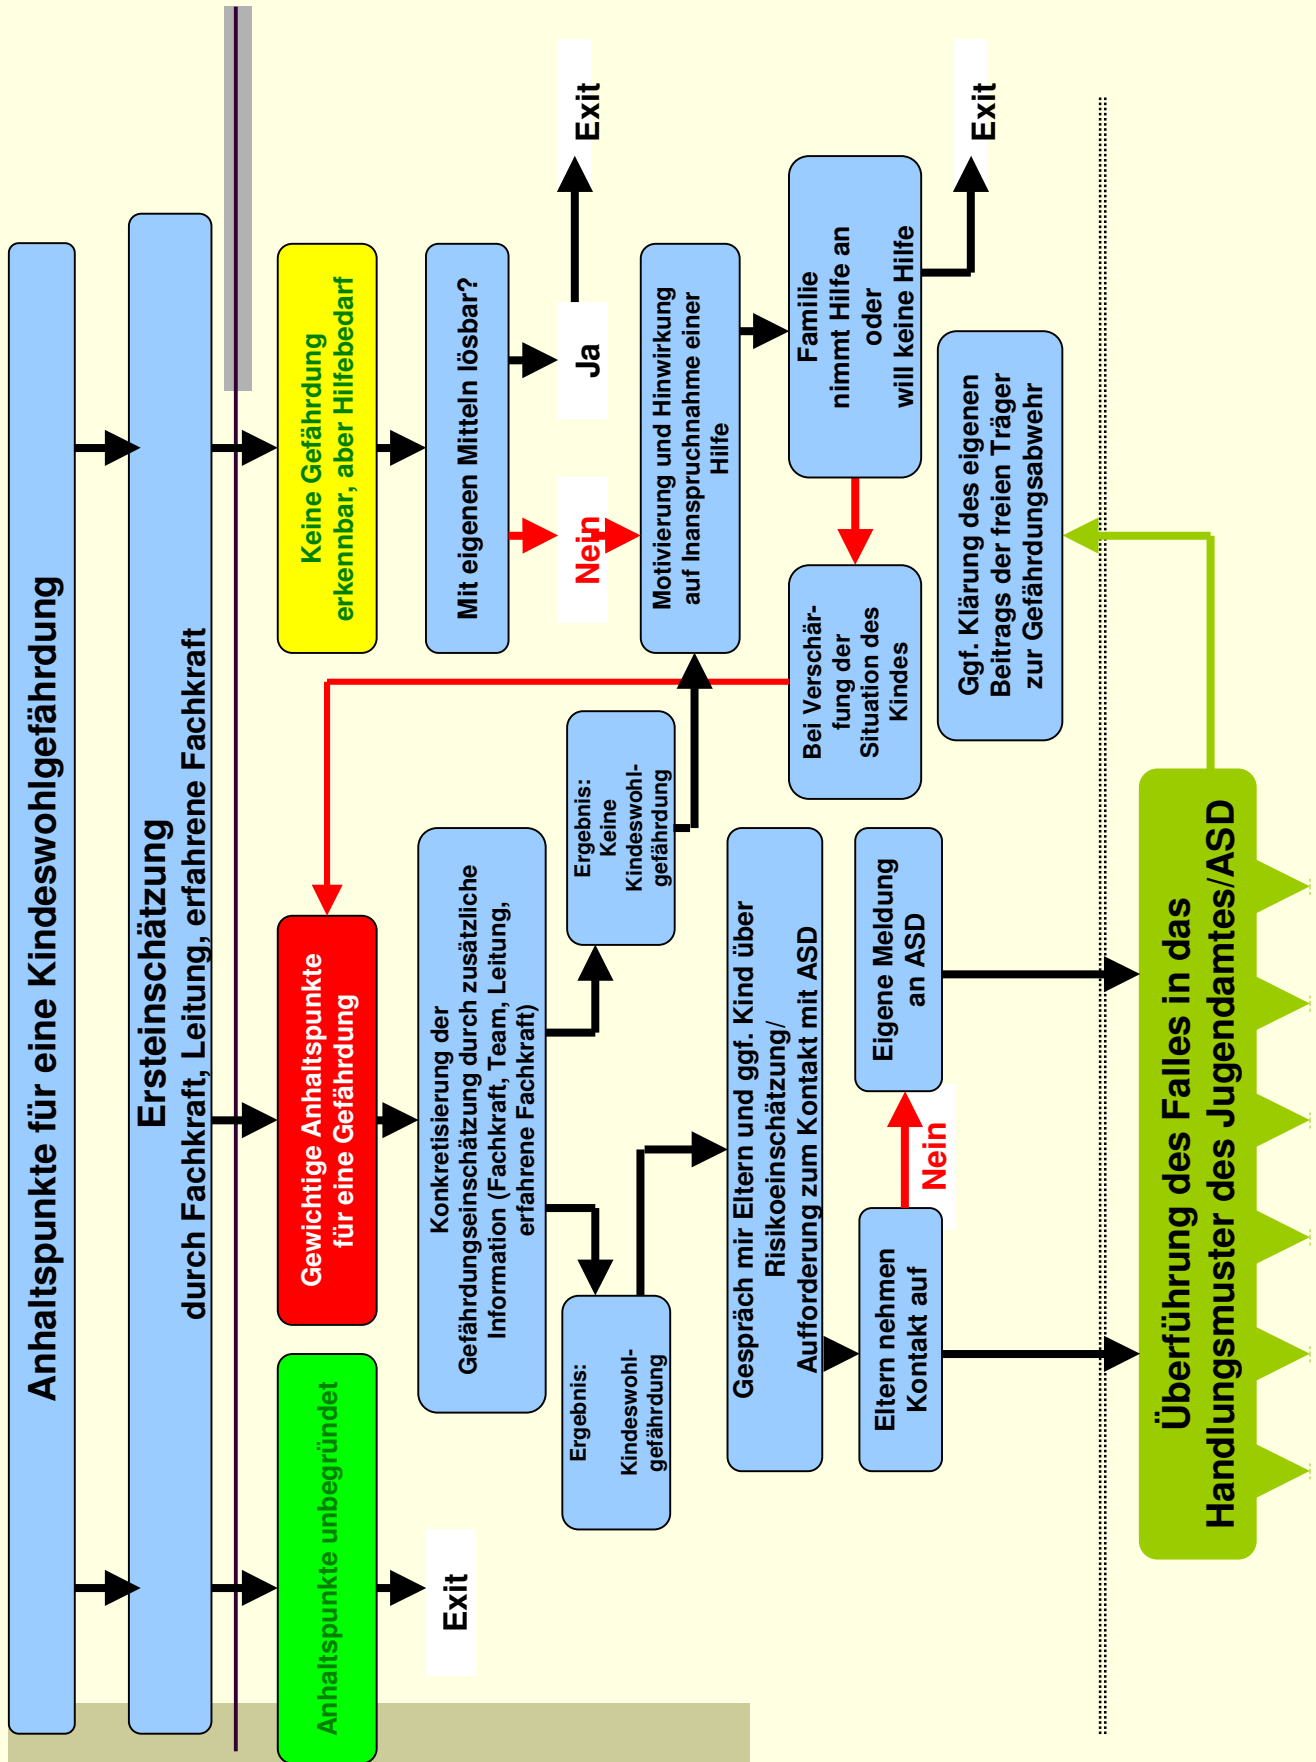 Anhaltspunkte für eine Kindeswohlgefährdung
Ersteinschätzung
durch Fachkraft, Leitung, erfahrene Fachkraft
Anhaltspunkte unbegründet
Exit
Gewichtige Anhaltspunkte
für eine Gefährdung
Keine Gefährdung
erkennbar, aber Hilfebedarf
Konkretisierung der
Gefährdungseinschätzung durch zusätzliche
Information (Fachkraft, Team, Leitung,
erfahrene Fachkraft)
Mit eigenen Mitteln lösbar?
Nein
Ja
Exit
Ergebnis:
Kindeswohl-
gefährdung
Ergebnis:
Keine
Kindeswohl-
gefährdung
Motivierung und Hinwirkung
auf Inanspruchnahme einer
Hilfe
Gespräch mir Eltern und ggf. Kind über
Risikoeinschätzung/
Aufforderung zum Kontakt mit ASD
Bei Verschär-
fung der
Situation des
Kindes
Familie
nimmt Hilfe an
oder
will keine Hilfe
Exit
Eltern nehmen
Kontakt auf
Nein
Eigene Meldung
an ASD
Ggf. Klärung des eigenen
Beitrags der freien Träger
zur Gefährdungsabwehr
Überführung des Falles in das
Handlungsmuster des Jugendamtes/ASD